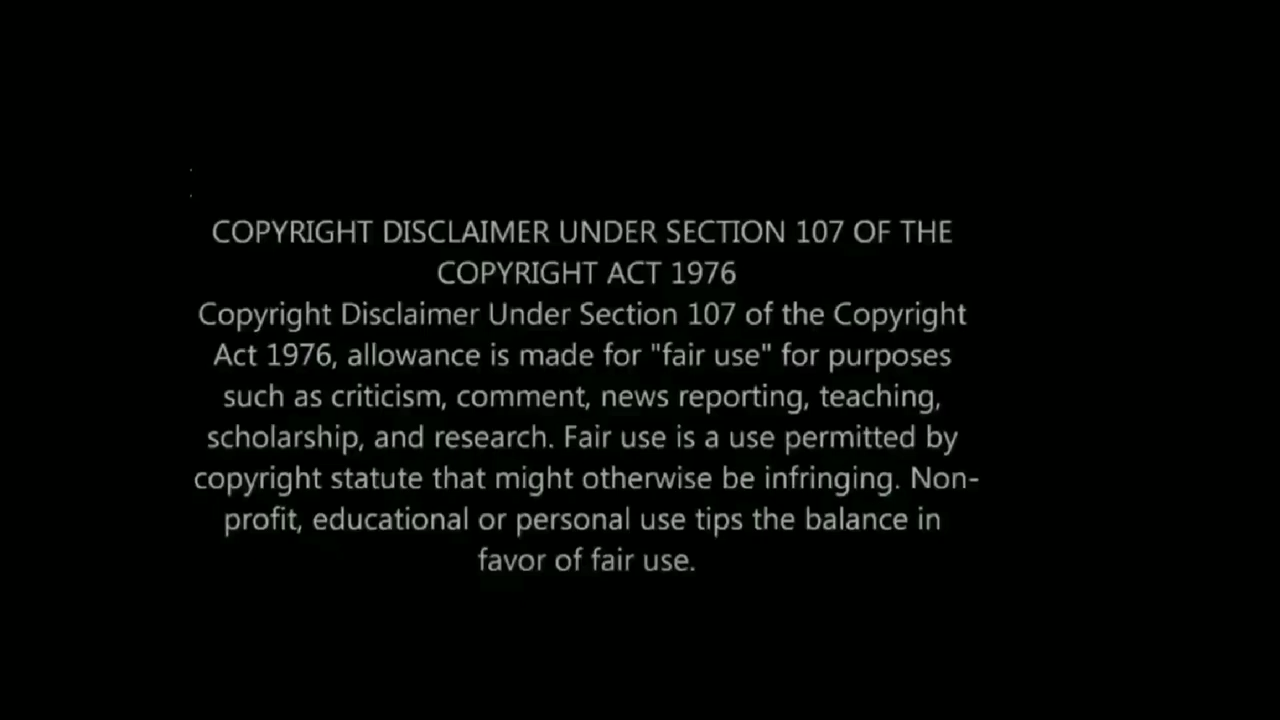 COPYRIGHT DISCLAIMER UNDER SECTION 107 OF THE
COPYRIGHT ACT 1976
Copyright Disclaimer Under Section 107 of the Copyright
Act 1976, allowance is made for "fair use" for purposes
such as criticism, comment, news reporting, teaching,
scholarship, and research. Fair use is a use permitted by
copyright statute that might otherwise be infringing. Non-
profit, educational or personal use tips the balance in
favor of fair use.